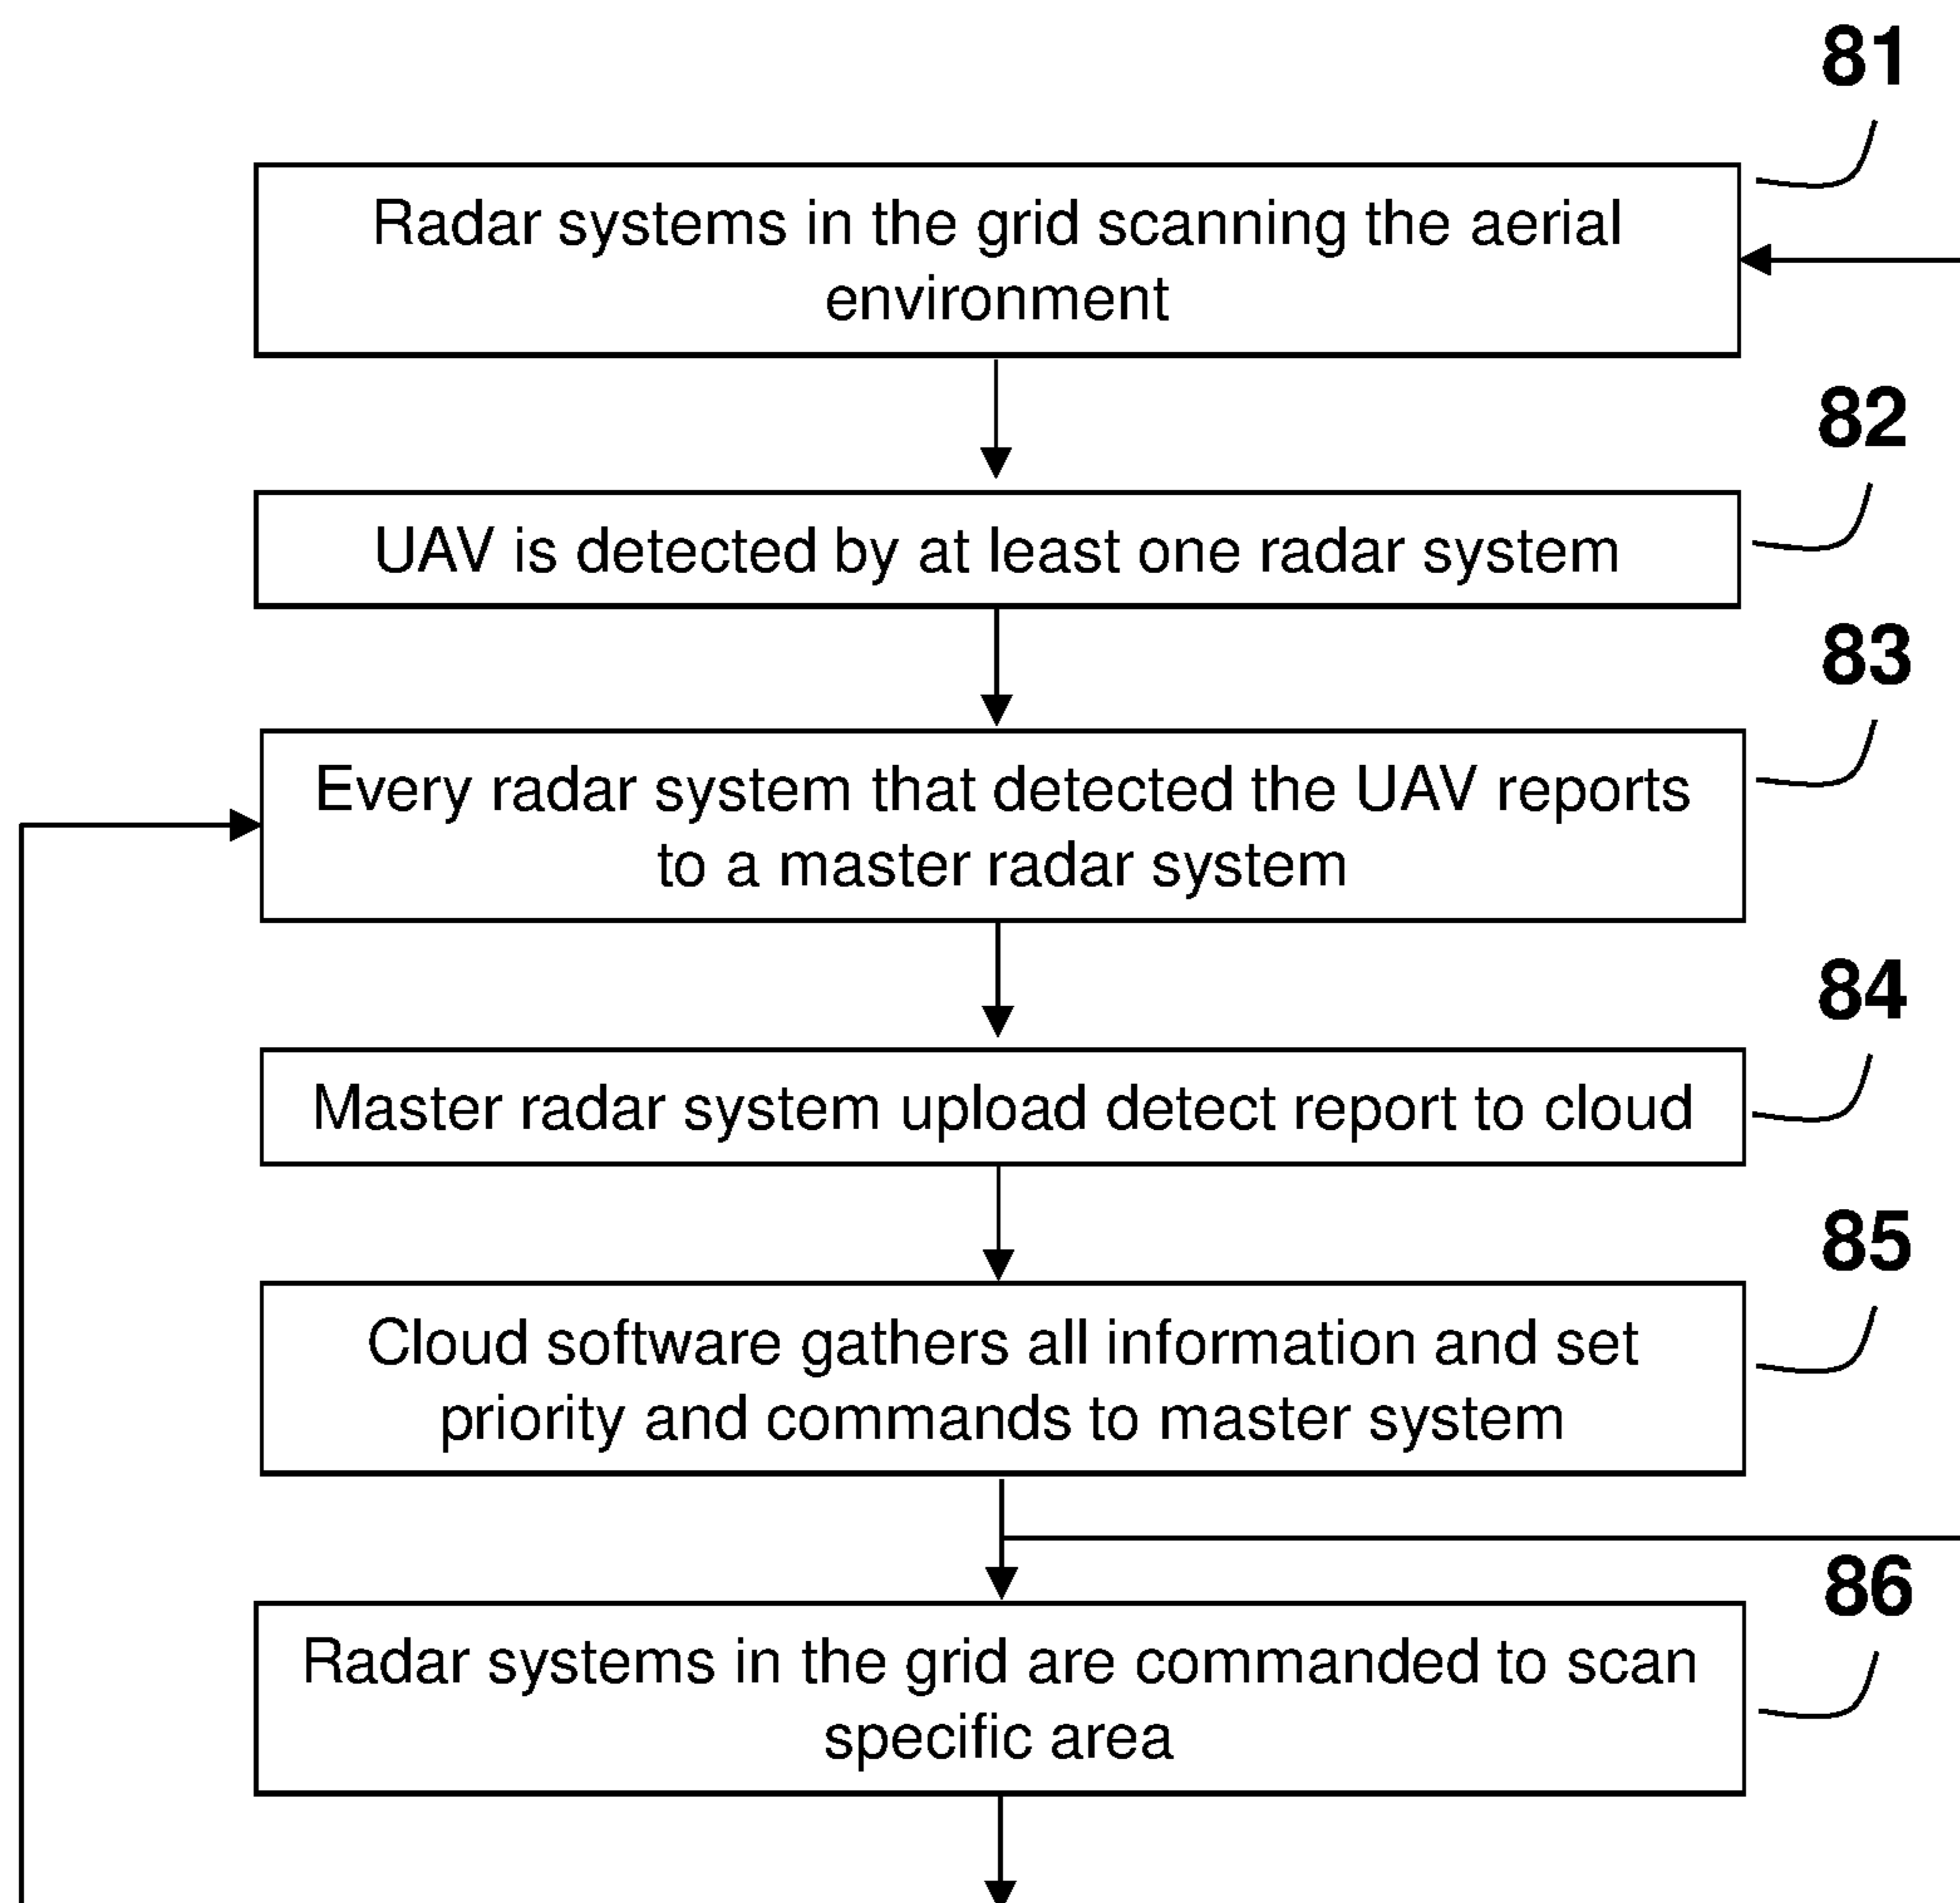 81
Radar systems in the grid scanning the aerial
environment
82
UAV is detected by at least one radar system
83
Every radar system that detected the UAV reports
to a master radar system
84
Master radar system upload detect report to cloud
85
Cloud software gathers all information and set
priority and commands to master system
86
Radar systems in the grid are commanded to scan
specific area